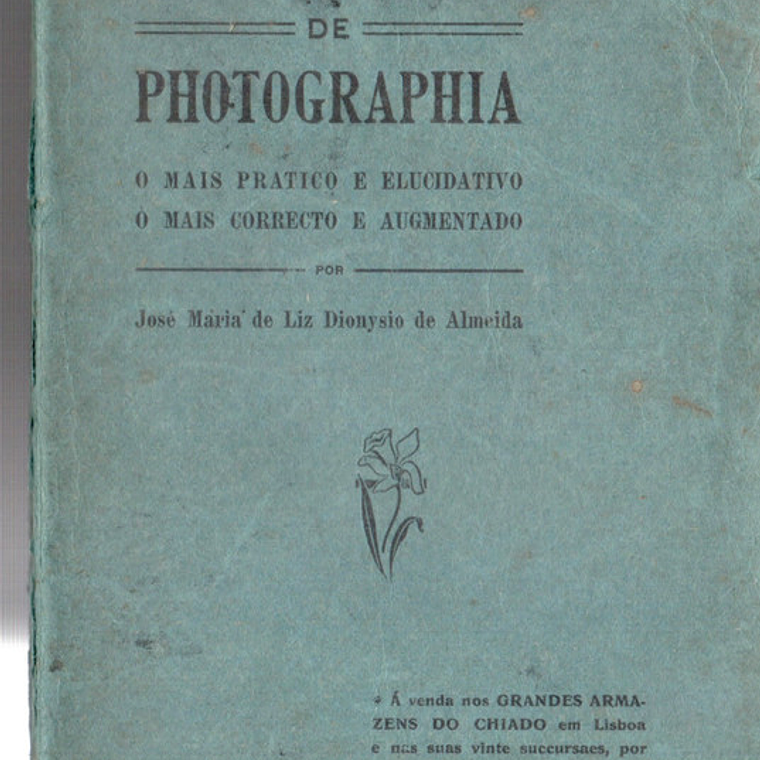 DE
PHOTOGRAPHIA
O MAIS PRATICO E ELUCIDATIVO
O MAIS CORRECTO E AUGMENTADO
POR
José Maria de Liz Dionysio de Almeida
Á venda nos GRANDES ARMA-
ZENS DO CHIADO em Lisboa
e nas suas vinte succursaes, por